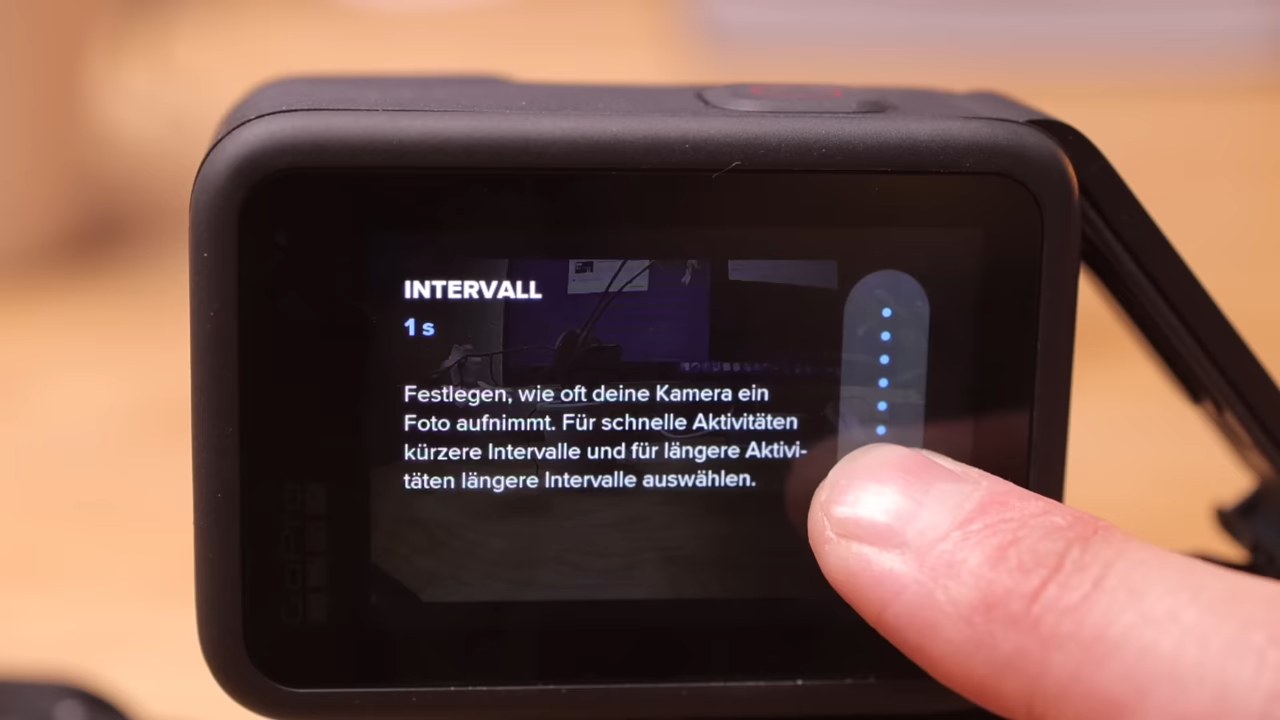 INTERVALL
1 s
Festlegen, wie oft deine Kamera ein
Foto aufnimmt. Für schnelle Aktivitäten
kürzere Intervalle und für längere Aktivi-
täten längere Intervalle auswählen.
GoPro